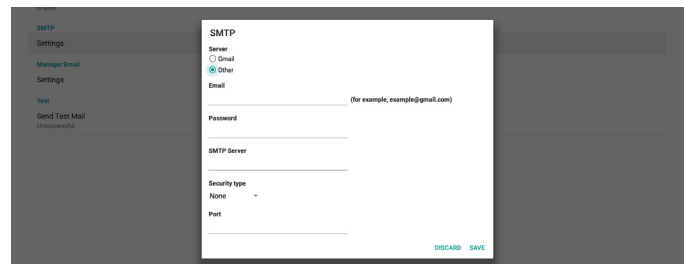 Enable
SMTP
Settings
Manager Email
Settings
Test
Send Test Mail
Unsuccessful
SMTP
Server
Gmail
Other
Email
(for example, example@gmail.com)
Password
SMTP Server
Security type
None
Port
DISCARD SAVE